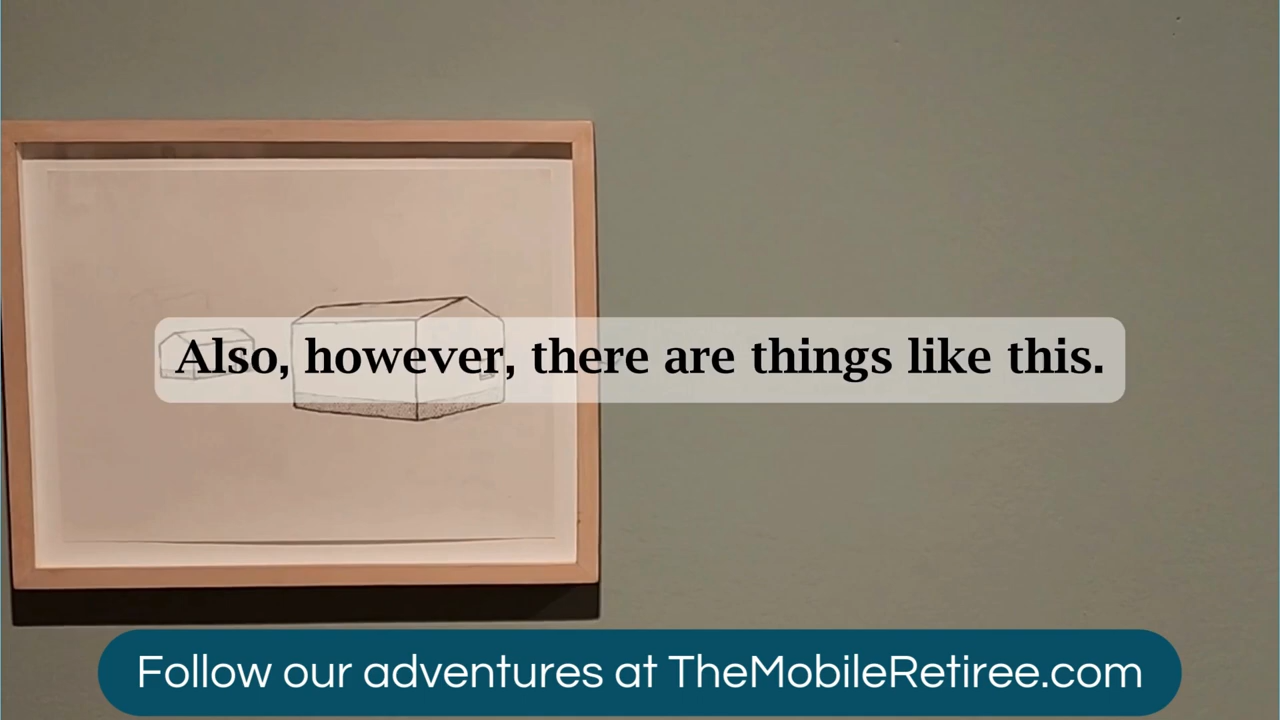 Also, however, there are things like this.
Follow our adventures at TheMobileRetiree.com